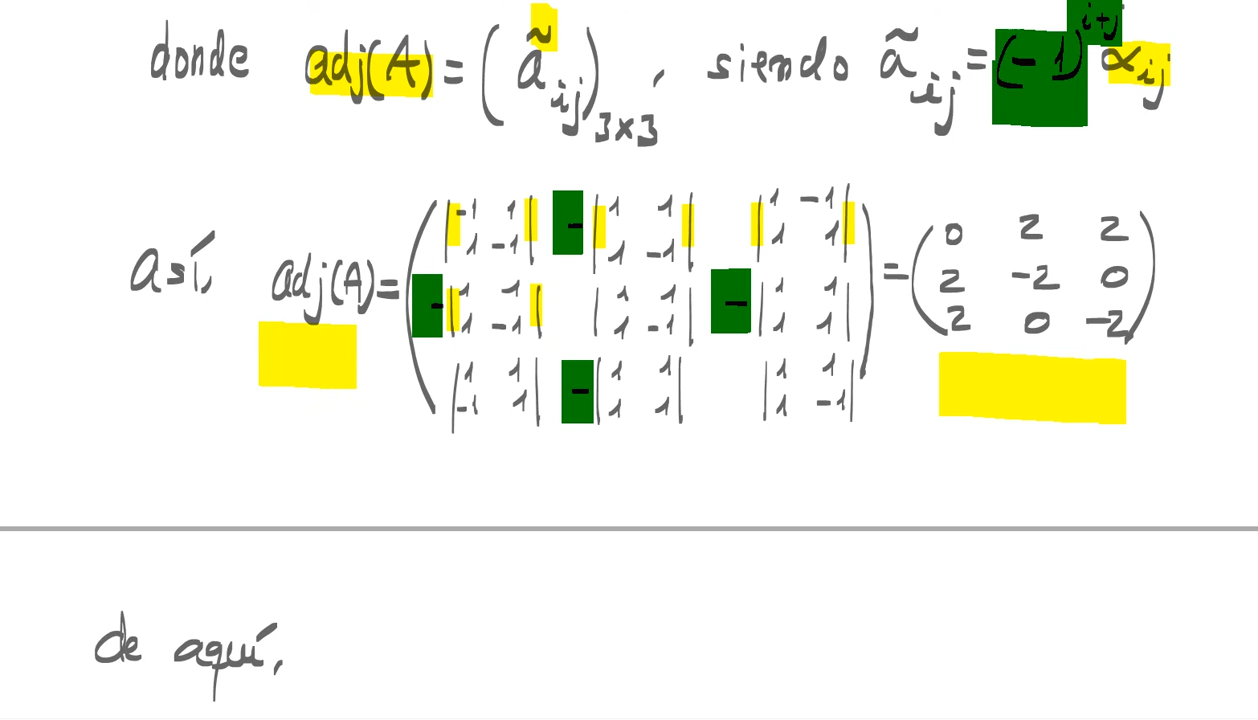 donde adj(A) = (ã_ij)_3×3, siendo ã_ij = (-1)^i+j α_ij
así, adj(A) = ( |-1 1; 1 -1| -|1 1; 1 -1| |1 -1; 1 1| = ( 0 2 2
-|1 1; 1 -1| |1 1; 1 -1| -|1 1; 1 1| 2 -2 0
|1 1; -1 1| -|1 1; 1 1| |1 1; 1 -1| ) 2 0 -2 )
de aquí,